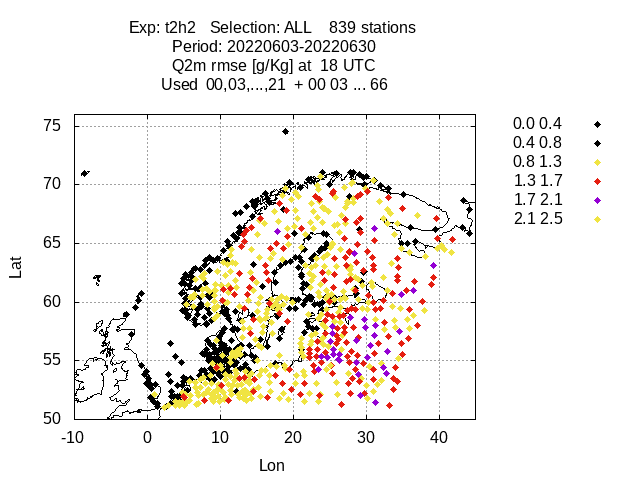 Exp: t2h2   Selection: ALL    839 stations
Period: 20220603-20220630
Q2m rmse [g/Kg] at  18 UTC
Used  00,03,...,21  + 00 03 ... 66
75
70
65
60
55
50
-10 0 10 20 30 40
Lat
Lon
0.0 0.4
0.4 0.8
0.8 1.3
1.3 1.7
1.7 2.1
2.1 2.5